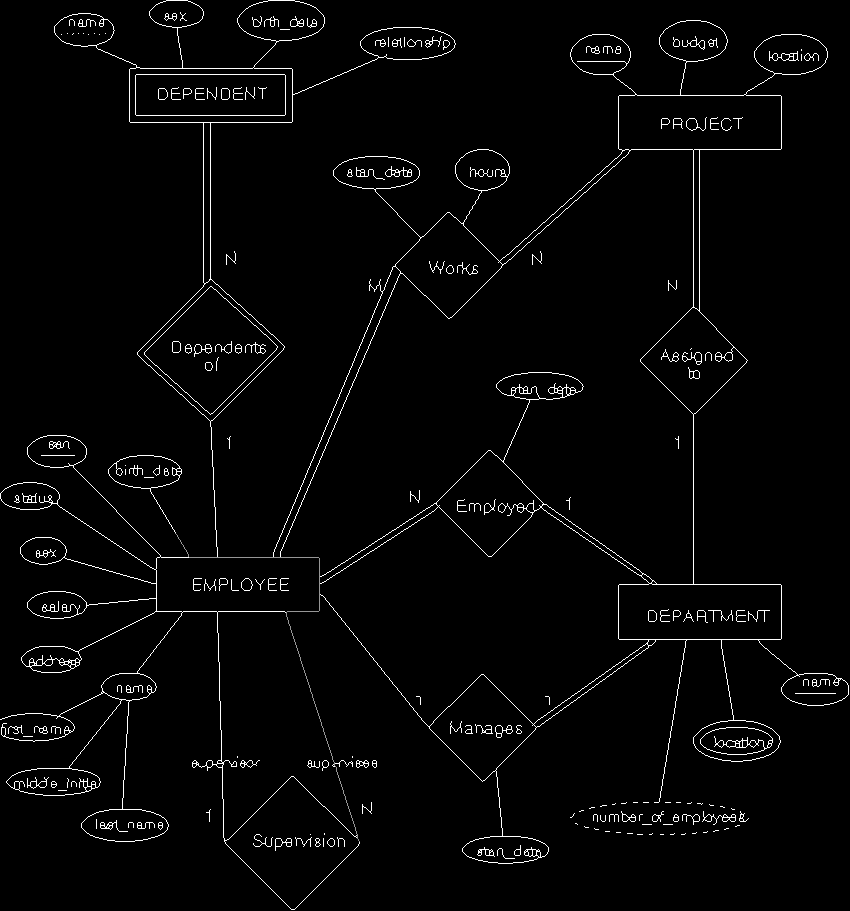 name
sex
birth_date
relationship
DEPENDENT
name
budget
location
PROJECT
start_date
hours
Works
N
N
M
N
Dependents
of
Assigned
to
1
1
start_date
ssn
birth_date
status
N
Employed
1
sex
EMPLOYEE
salary
DEPARTMENT
address
name
name
first_name
1
Manages
1
locations
supervisor
supervisee
middle_initial
1
N
number_of_employees
last_name
Supervision
start_date